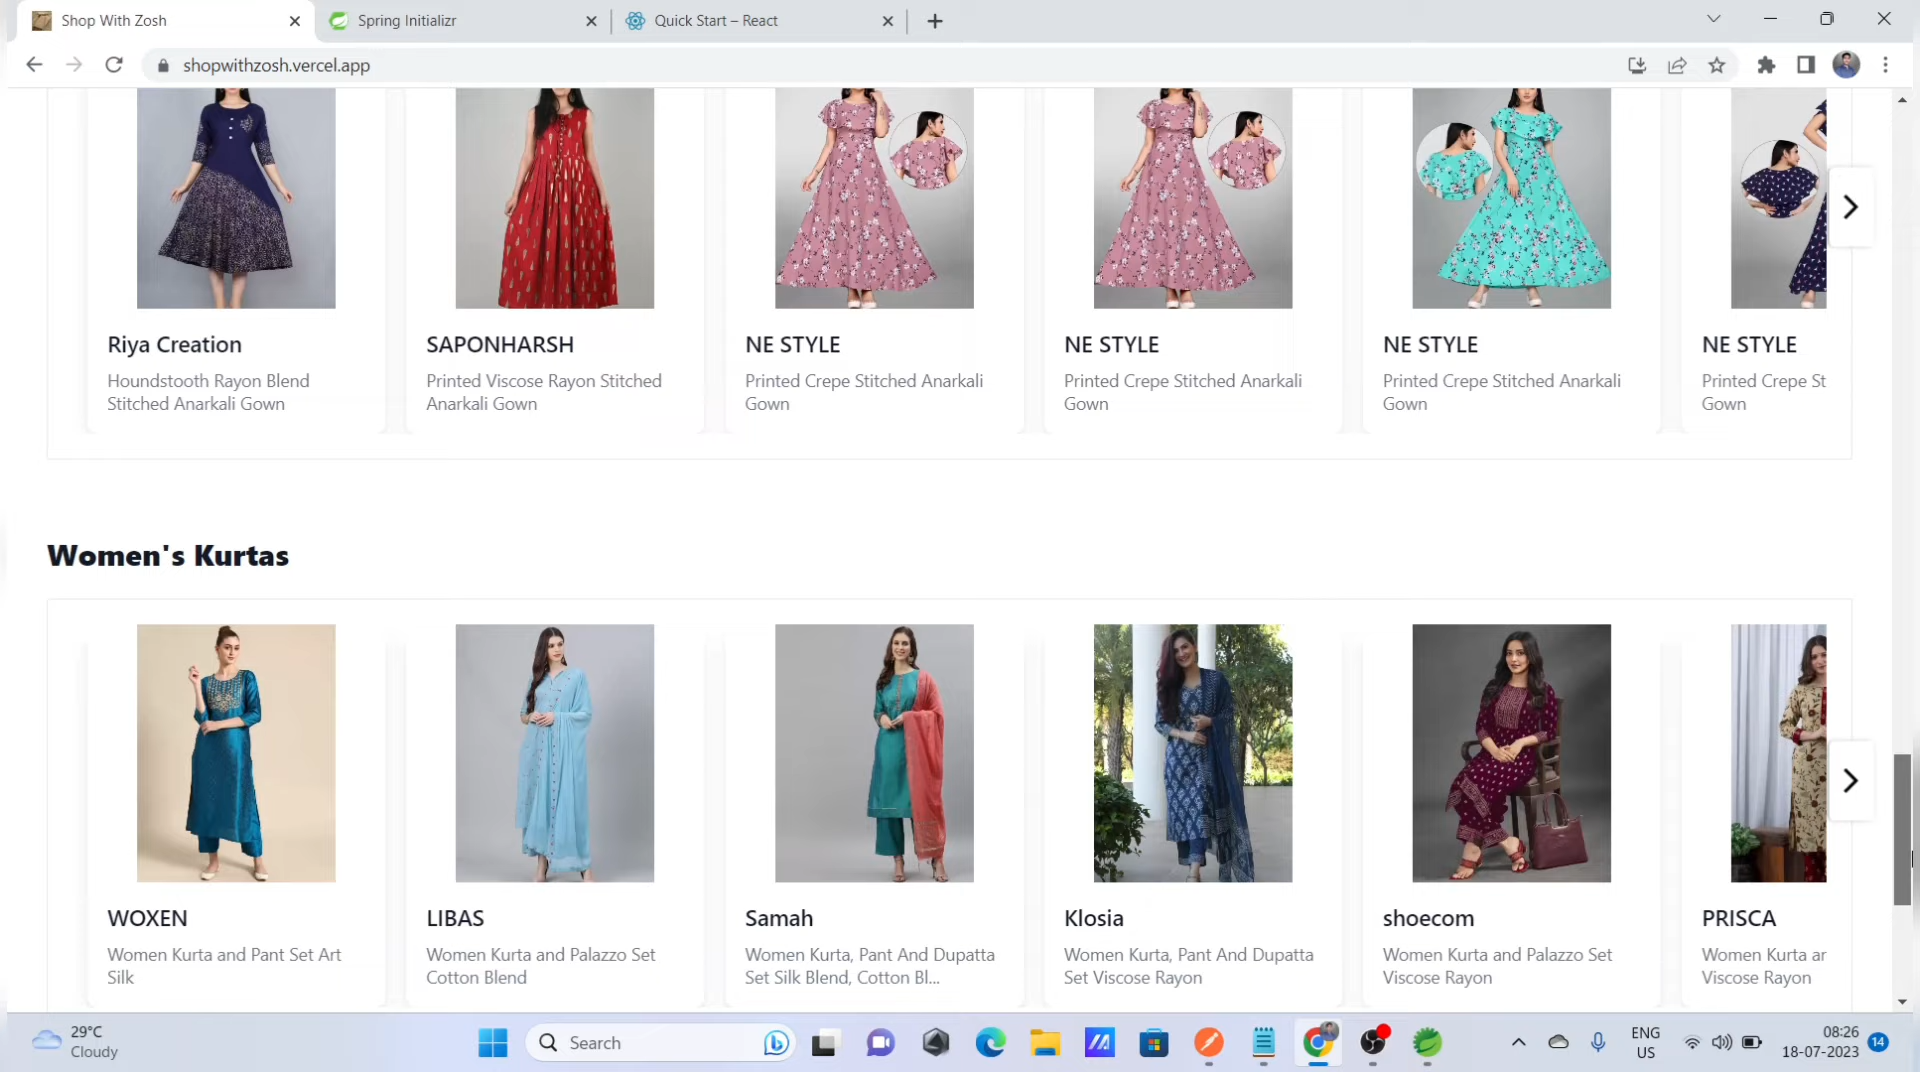 Shop With Zosh
Spring Initializr
Quick Start – React
shopwithzosh.vercel.app
Riya Creation
Houndstooth Rayon Blend
Stitched Anarkali Gown
SAPONHARSH
Printed Viscose Rayon Stitched
Anarkali Gown
NE STYLE
Printed Crepe Stitched Anarkali
Gown
NE STYLE
Printed Crepe Stitched Anarkali
Gown
NE STYLE
Printed Crepe Stitched Anarkali
Gown
NE STYLE
Printed Crepe St
Gown
Women's Kurtas
WOXEN
Women Kurta and Pant Set Art
Silk
LIBAS
Women Kurta and Palazzo Set
Cotton Blend
Samah
Women Kurta, Pant And Dupatta
Set Silk Blend, Cotton Bl...
Klosia
Women Kurta, Pant And Dupatta
Set Viscose Rayon
shoecom
Women Kurta and Palazzo Set
Viscose Rayon
PRISCA
Women Kurta ar
Viscose Rayon
29°C
Cloudy
Search
ENG
US
08:26
18-07-2023
14